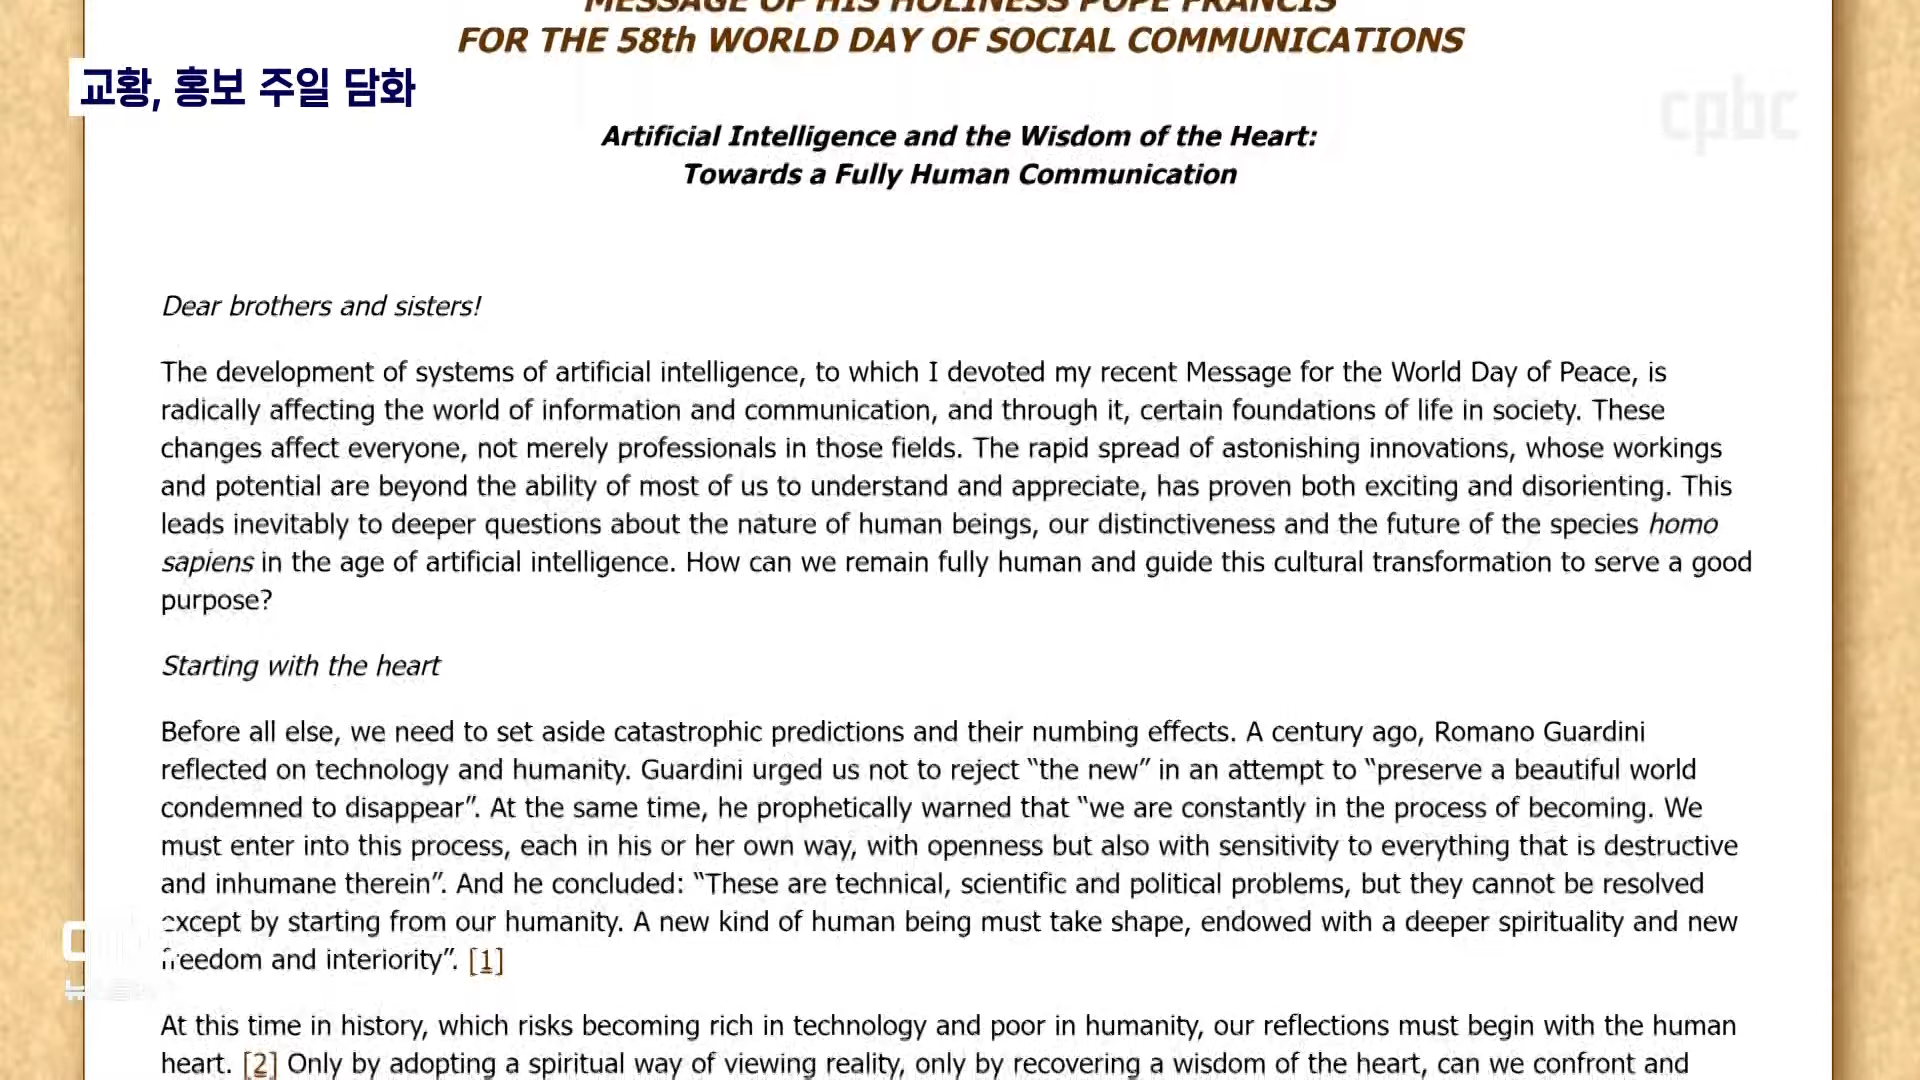 MESSAGE OF HIS HOLINESS POPE FRANCIS
FOR THE 58th WORLD DAY OF SOCIAL COMMUNICATIONS
교황, 홍보 주일 담화
cpbc
Artificial Intelligence and the Wisdom of the Heart:
Towards a Fully Human Communication
Dear brothers and sisters!
The development of systems of artificial intelligence, to which I devoted my recent Message for the World Day of Peace, is
radically affecting the world of information and communication, and through it, certain foundations of life in society. These
changes affect everyone, not merely professionals in those fields. The rapid spread of astonishing innovations, whose workings
and potential are beyond the ability of most of us to understand and appreciate, has proven both exciting and disorienting. This
leads inevitably to deeper questions about the nature of human beings, our distinctiveness and the future of the species homo
sapiens in the age of artificial intelligence. How can we remain fully human and guide this cultural transformation to serve a good
purpose?
Starting with the heart
Before all else, we need to set aside catastrophic predictions and their numbing effects. A century ago, Romano Guardini
reflected on technology and humanity. Guardini urged us not to reject “the new” in an attempt to “preserve a beautiful world
condemned to disappear”. At the same time, he prophetically warned that “we are constantly in the process of becoming. We
must enter into this process, each in his or her own way, with openness but also with sensitivity to everything that is destructive
and inhumane therein”. And he concluded: “These are technical, scientific and political problems, but they cannot be resolved
except by starting from our humanity. A new kind of human being must take shape, endowed with a deeper spirituality and new
freedom and interiority”. [1]
At this time in history, which risks becoming rich in technology and poor in humanity, our reflections must begin with the human
heart. [2] Only by adopting a spiritual way of viewing reality, only by recovering a wisdom of the heart, can we confront and